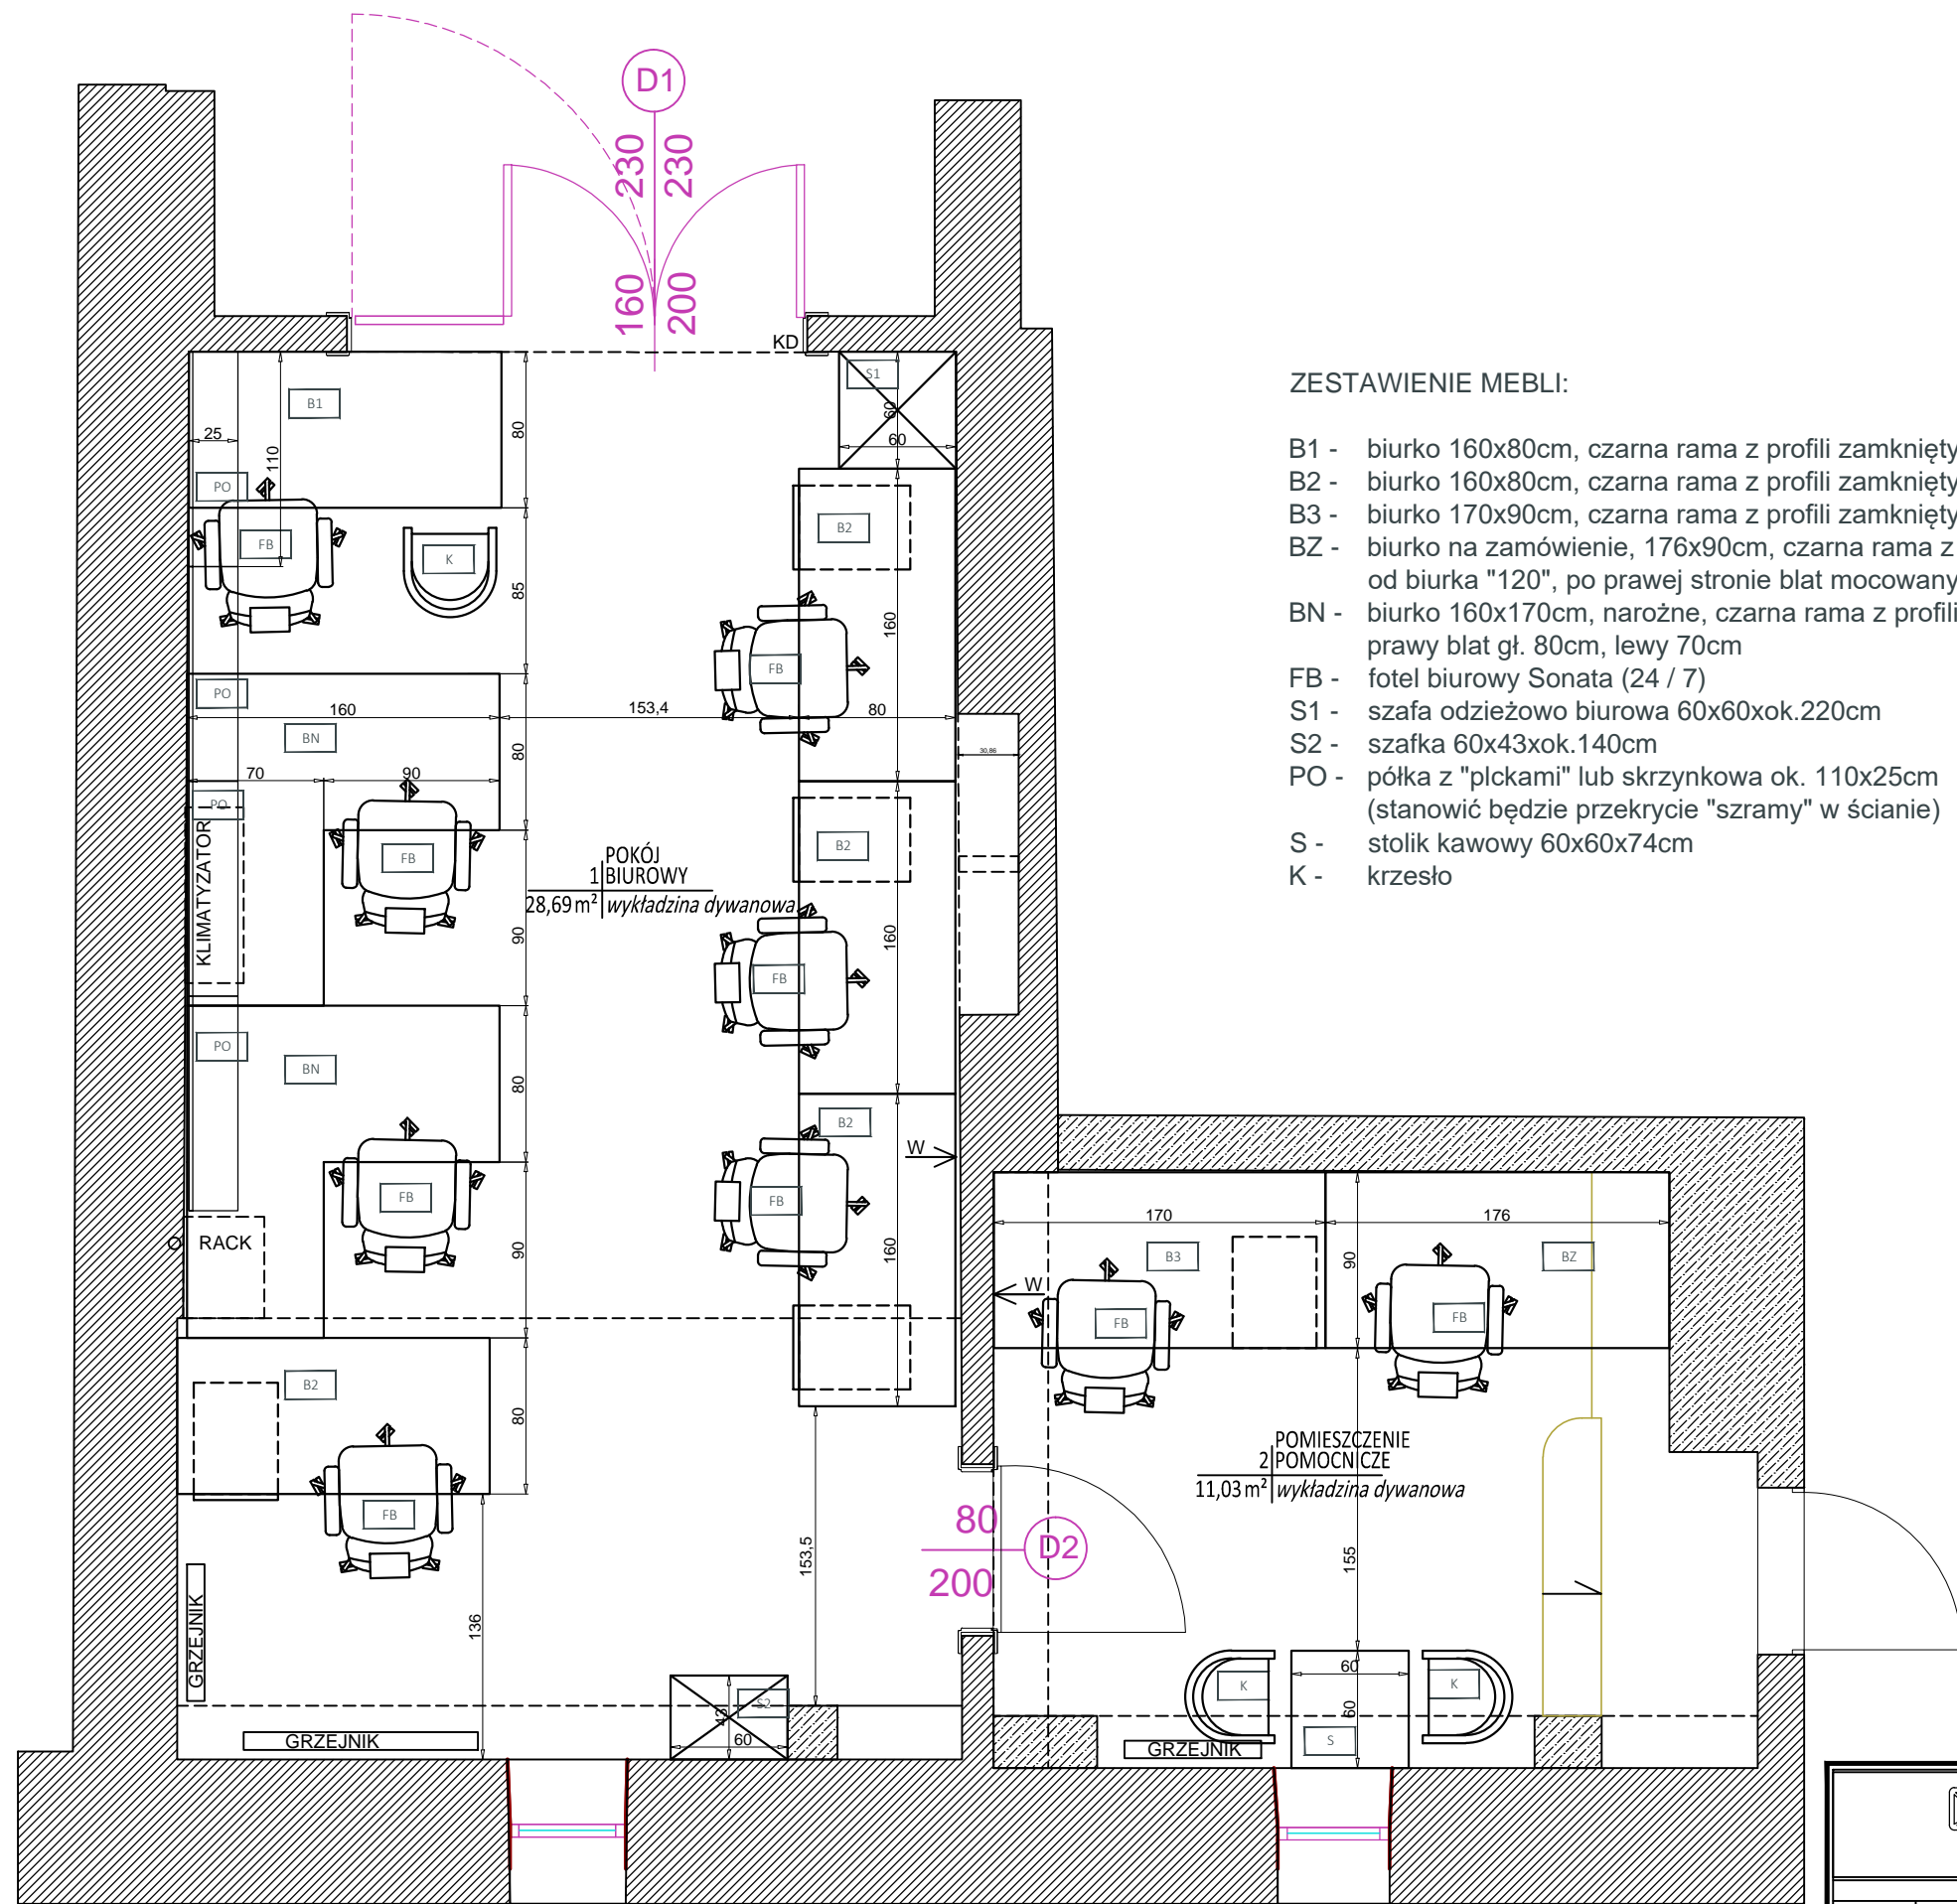 D1
230
230
160
200
KD
S1
60
60
B1
25
110
80
PO
FB
K
85
B2
160
FB
PO
160
153,4
80
BN
80
30,86
70
90
PO
KLIMATYZATOR
FB
90
B2
160
FB
POKÓJ
1 BIUROWY
28,69 m² wykładzina dywanowa
PO
BN
80
B2
W
FB
FB
160
RACK
90
B2
80
FB
136
153,5
GRZEJNIK
GRZEJNIK
S2
43
60
80
200
D2
170
176
B3
BZ
90
W
FB
FB
POMIESZCZENIE
2 POMOCNICZE
11,03 m² wykładzina dywanowa
155
60
60
K
K
S
GRZEJNIK
ZESTAWIENIE MEBLI:
B1 - biurko 160x80cm, czarna rama z profili zamknięty
B2 - biurko 160x80cm, czarna rama z profili zamknięty
B3 - biurko 170x90cm, czarna rama z profili zamknięty
BZ - biurko na zamówienie, 176x90cm, czarna rama z
od biurka "120", po prawej stronie blat mocowany
BN - biurko 160x170cm, narożne, czarna rama z profili
prawy blat gł. 80cm, lewy 70cm
FB - fotel biurowy Sonata (24 / 7)
S1 - szafa odzieżowo biurowa 60x60xok.220cm
S2 - szafka 60x43xok.140cm
PO - półka z "plckami" lub skrzynkowa ok. 110x25cm
(stanowić będzie przekrycie "szramy" w ścianie)
S - stolik kawowy 60x60x74cm
K - krzesło